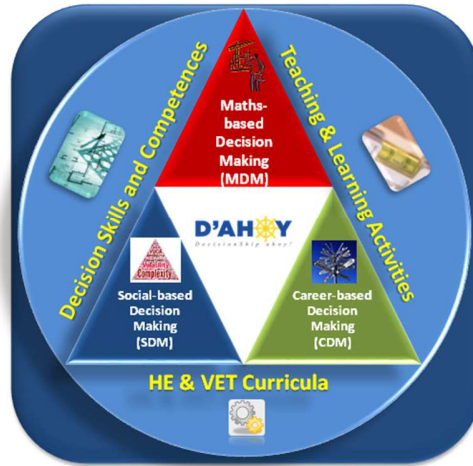 Decision Skills and Competences
Teaching & Learning Activities
Maths-
based
Decision
Making
(MDM)
D'AHOY
DecisionShip ahoy!
Complexity
Social-based
Decision
Making
(SDM)
Career-based
Decision
Making
(CDM)
HE & VET Curricula